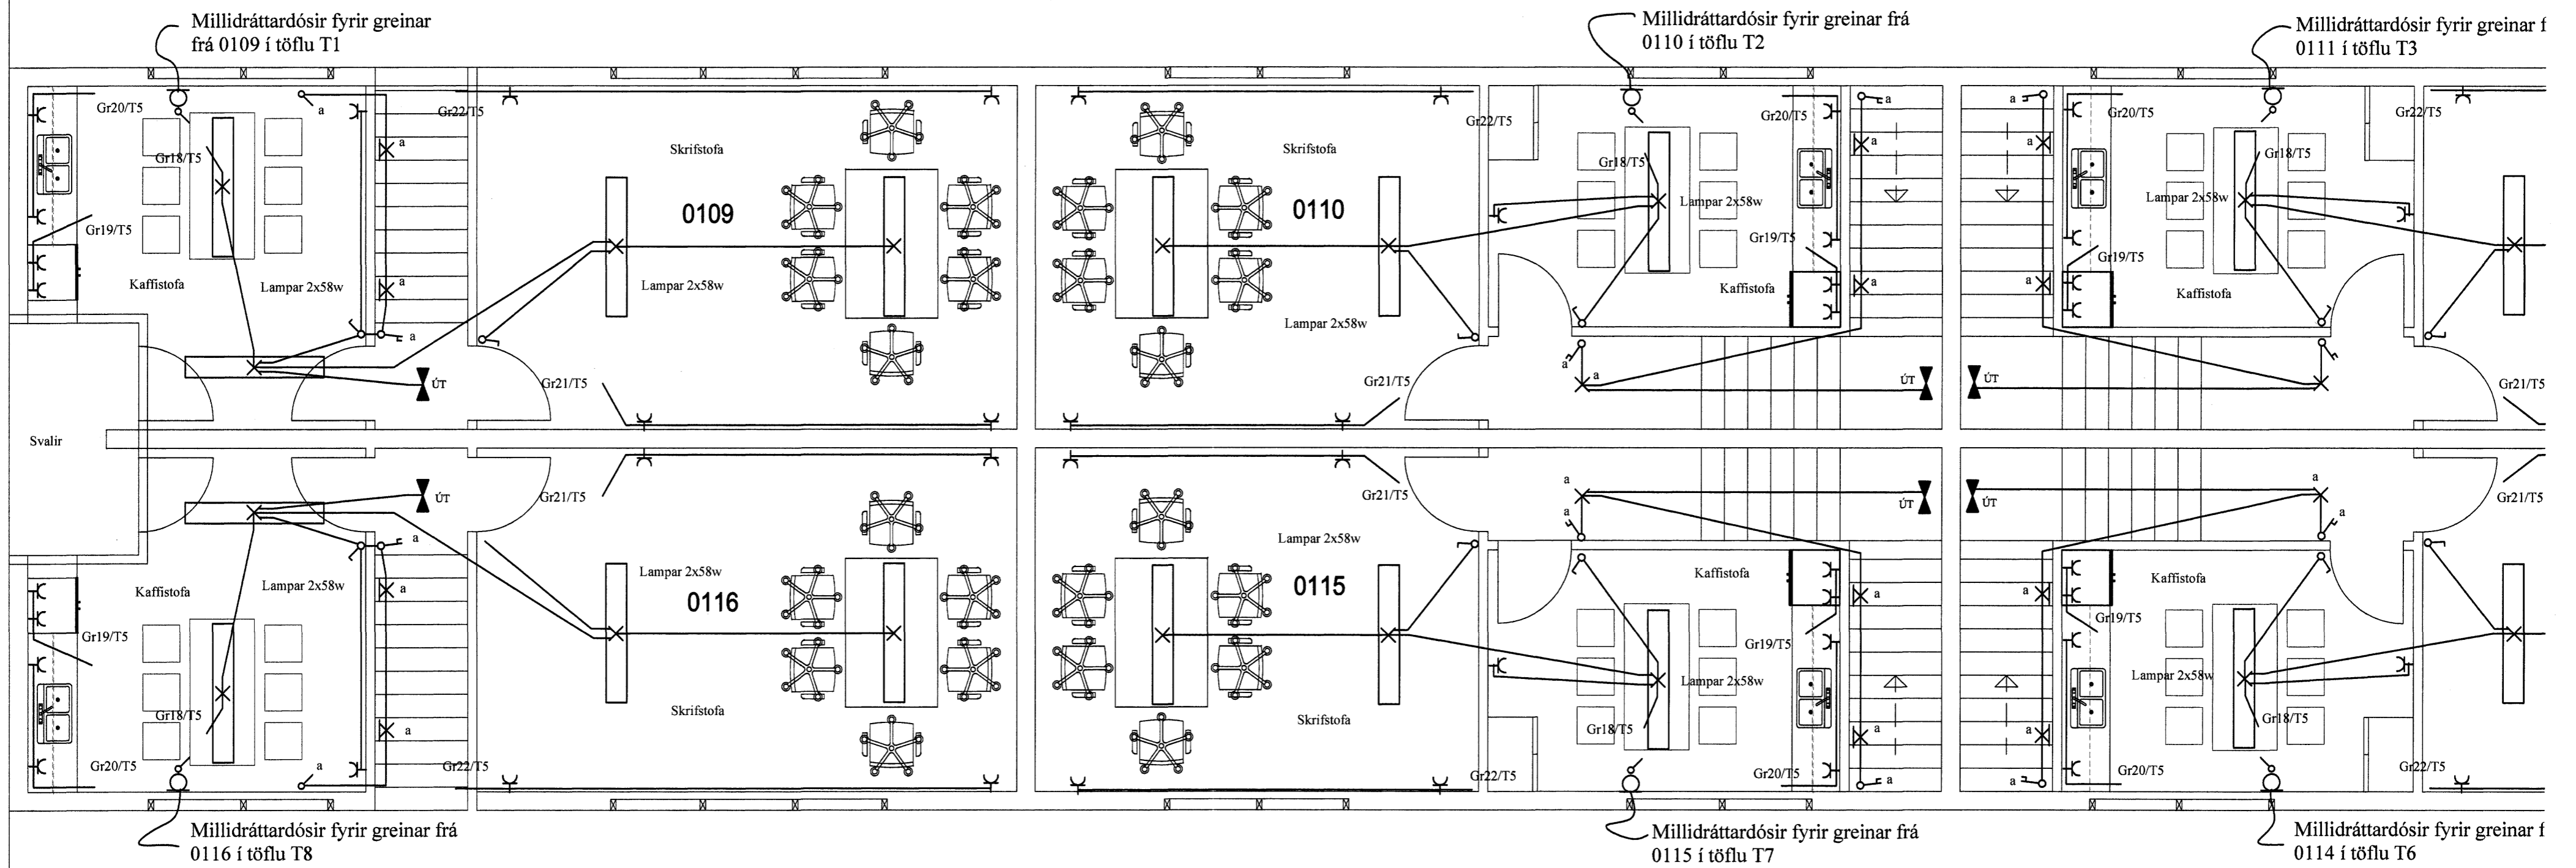 Millidráttardósir fyrir greinar
frá 0109 í töflu T1
Millidráttardósir fyrir greinar frá
0110 í töflu T2
Millidráttardósir fyrir greinar f
0111 í töflu T3
Gr20/T5
a
Gr22/T5
a
Gr18/T5
Gr19/T5
Kaffistofa
Lampar 2x58w
a
a
ÚT
Skrifstofa
0109
Lampar 2x58w
Gr21/T5
Skrifstofa
0110
Lampar 2x58w
Gr21/T5
Gr22/T5
Gr20/T5
a
a
Gr18/T5
Lampar 2x58w
Gr19/T5
Kaffistofa
a
a
a
ÚT
a
Gr20/T5
Gr22/T5
a
Gr18/T5
Lampar 2x58w
Gr19/T5
a
Kaffistofa
a
ÚT
a
Gr21/T5
Svalir
ÚT
a
Gr21/T5
Kaffistofa
Lampar 2x58w
a
Gr19/T5
Gr18/T5
a
Gr20/T5
a
Gr22/T5
Lampar 2x58w
0116
Skrifstofa
Gr21/T5
Lampar 2x58w
0115
Skrifstofa
a
a
ÚT
Kaffistofa
a
Gr19/T5
Lampar 2x58w
Gr18/T5
a
Gr22/T5
Gr20/T5
a
ÚT
a
a
Gr21/T5
Kaffistofa
a
Gr19/T5
Lampar 2x58w
Gr18/T5
a
Gr20/T5
a
Gr22/T5
Millidráttardósir fyrir greinar frá
0116 í töflu T8
Millidráttardósir fyrir greinar frá
0115 í töflu T7
Millidráttardósir fyrir greinar f
0114 í töflu T6